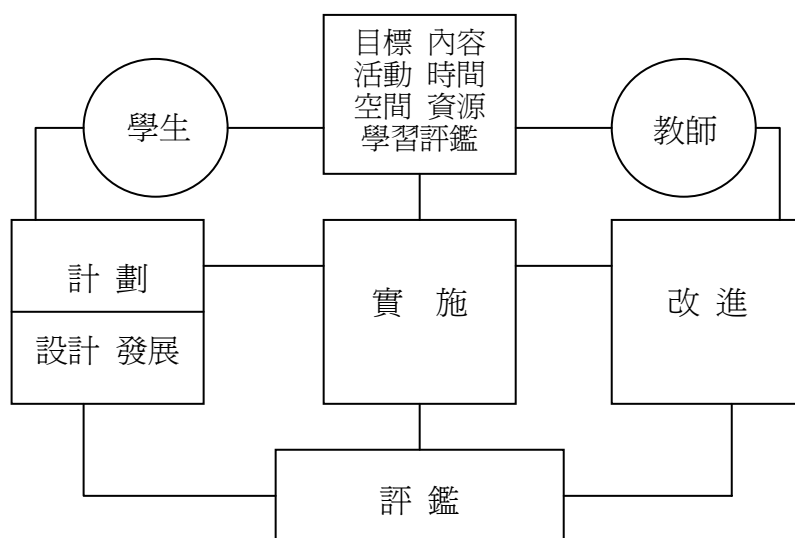 目標 內容
活動 時間
空間 資源
學習評鑑
學生
教師
計 劃
設計 發展
實 施
改 進
評 鑑